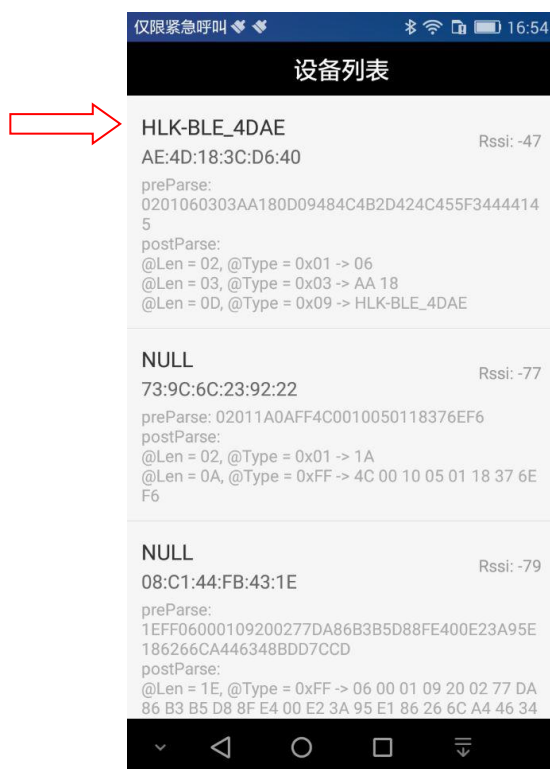 仅限紧急呼叫 16:54
设备列表
HLK-BLE_4DAE
Rssi: -47
AE:4D:18:3C:D6:40
preParse:
0201060303AA180D09484C4B2D424C455F3444414
5
postParse:
@Len = 02, @Type = 0x01 -> 06
@Len = 03, @Type = 0x03 -> AA 18
@Len = 0D, @Type = 0x09 -> HLK-BLE_4DAE
NULL
Rssi: -77
73:9C:6C:23:92:22
preParse: 02011A0AFF4C0010050118376EF6
postParse:
@Len = 02, @Type = 0x01 -> 1A
@Len = 0A, @Type = 0xFF -> 4C 00 10 05 01 18 37 6E
F6
NULL
Rssi: -79
08:C1:44:FB:43:1E
preParse:
1EFF06000109200277DA86B3B5D88FE400E23A95E
186266CA446348BDD7CCD
postParse:
@Len = 1E, @Type = 0xFF -> 06 00 01 09 20 02 77 DA
86 B3 B5 D8 8F E4 00 E2 3A 95 E1 86 26 6C A4 46 34